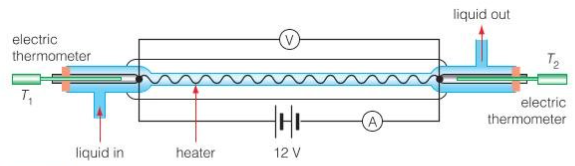 liquid out
electric
thermometer
V
T₁
T₂
A
electric
thermometer
liquid in
heater
12 V